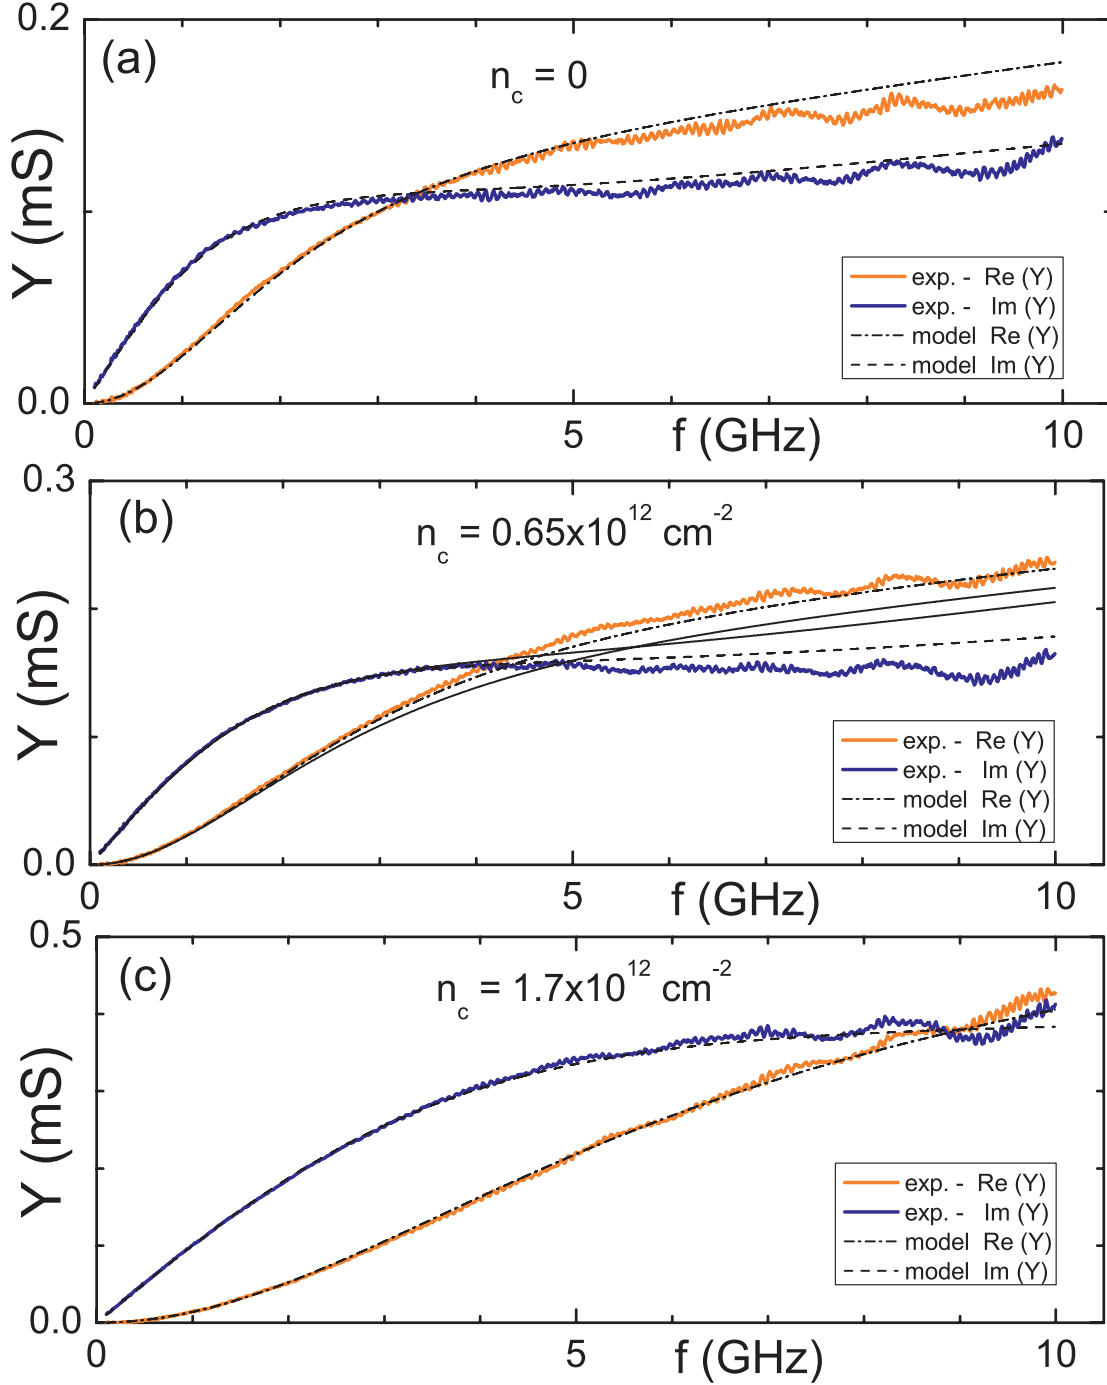 0.2
(a)
n_c = 0
Y (mS)
exp. - Re (Y)
exp. - Im (Y)
model Re (Y)
model Im (Y)
0.0
0 5 f (GHz) 10
0.3
(b)
n_c = 0.65x10^12 cm^-2
Y (mS)
exp. - Re (Y)
exp. - Im (Y)
model Re (Y)
model Im (Y)
0.0
0 5 f (GHz) 10
0.5
(c)
n_c = 1.7x10^12 cm^-2
Y (mS)
exp. - Re (Y)
exp. - Im (Y)
model Re (Y)
model Im (Y)
0.0
0 5 f (GHz) 10